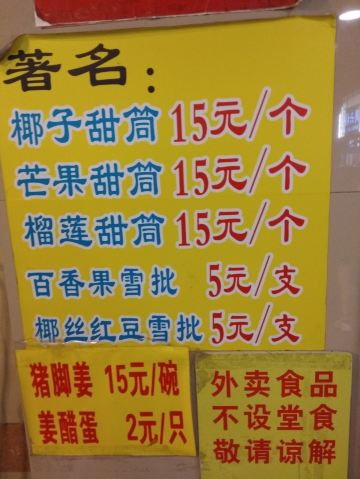 著名：
椰子甜筒 15元/个
芒果甜筒 15元/个
榴莲甜筒 15元/个
百香果雪批 5元/支
椰丝红豆雪批 5元/支
猪脚姜 15元/碗
姜醋蛋 2元/只
外卖食品
不设堂食
敬请谅解